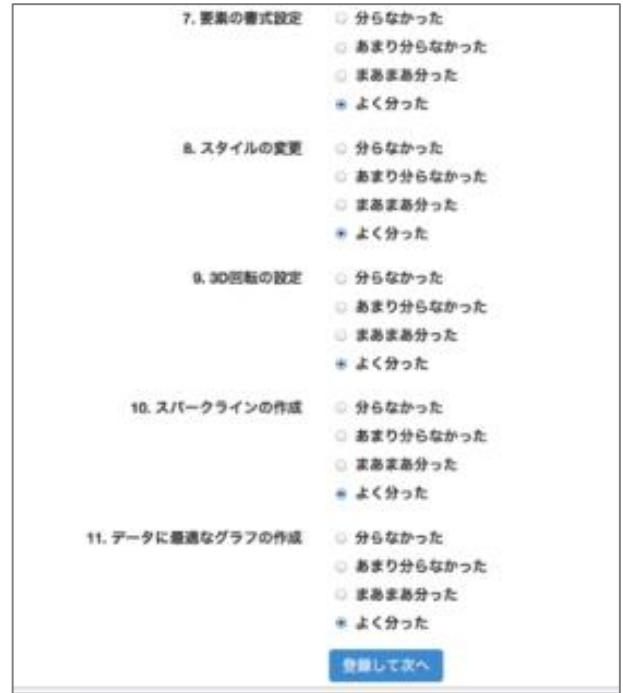 7. 要素の書式設定 分らなかった
あまり分らなかった
まあまあ分った
よく分った
8. スタイルの変更 分らなかった
あまり分らなかった
まあまあ分った
よく分った
9. 3D回転の設定 分らなかった
あまり分らなかった
まあまあ分った
よく分った
10. スパークラインの作成 分らなかった
あまり分らなかった
まあまあ分った
よく分った
11. データに最適なグラフの作成 分らなかった
あまり分らなかった
まあまあ分った
よく分った
登録して次へ